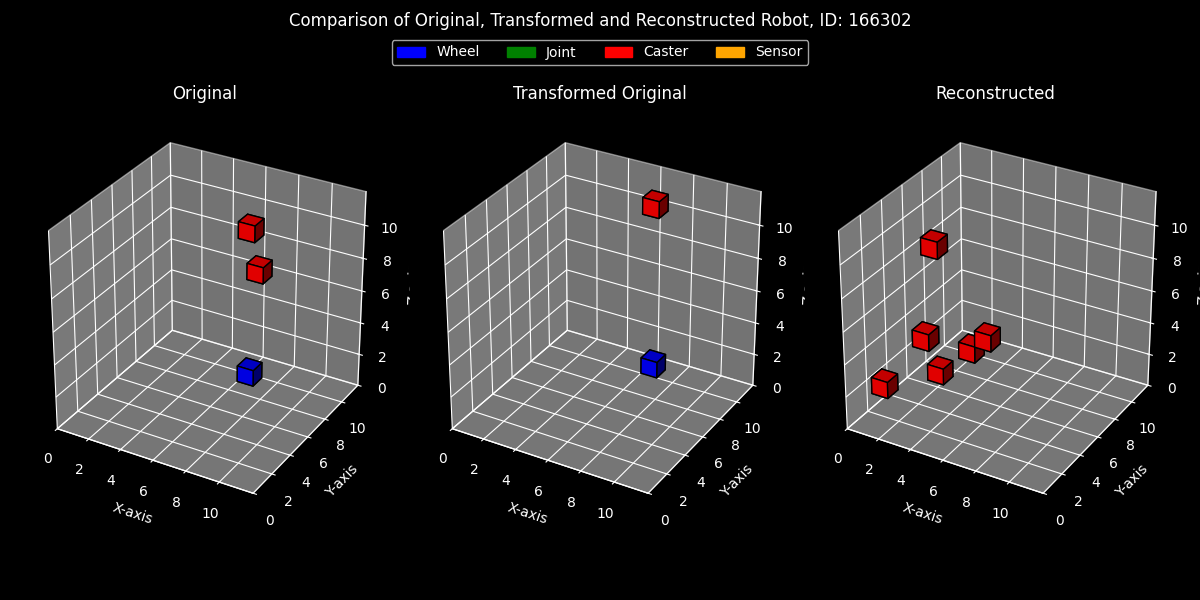 Comparison of Original, Transformed and Reconstructed Robot, ID: 166302
Wheel Joint Caster Sensor
Original
0 2 4 6 8 10
X-axis
0 2 4 6 8 10
Y-axis
0 2 4 6 8 10
Transformed Original
0 2 4 6 8 10
X-axis
0 2 4 6 8 10
Y-axis
0 2 4 6 8 10
Reconstructed
0 2 4 6 8 10
X-axis
0 2 4 6 8 10
Y-axis
0 2 4 6 8 10